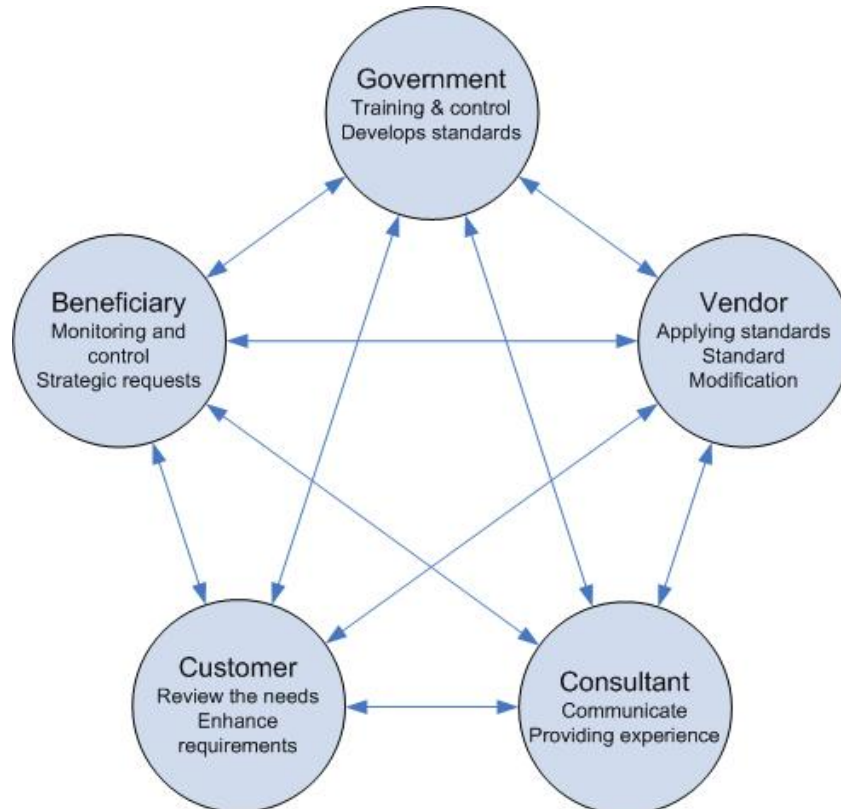 Government
Training & control
Develops standards
Beneficiary
Monitoring and
control
Strategic requests
Vendor
Applying standards
Standard
Modification
Customer
Review the needs
Enhance
requirements
Consultant
Communicate
Providing experience